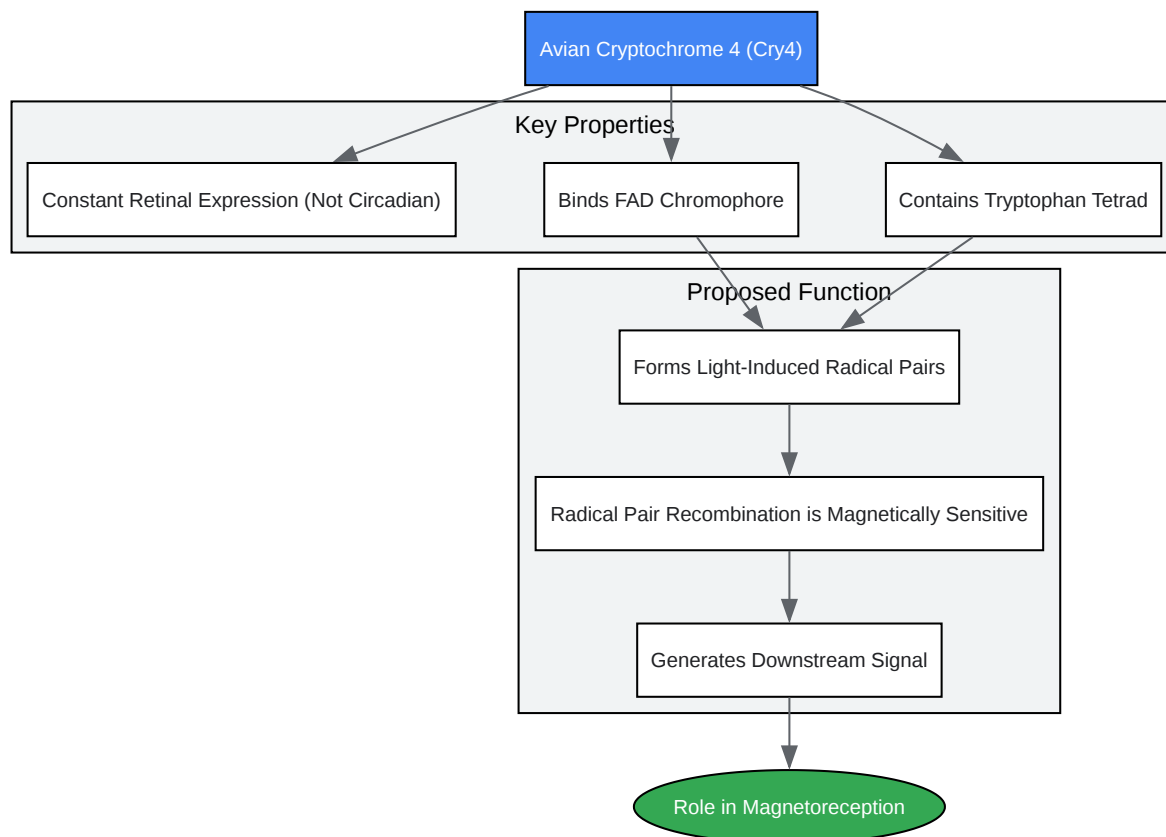 Avian Cryptochrome 4 (Cry4)
Key Properties
Constant Retinal Expression (Not Circadian)
Binds FAD Chromophore
Contains Tryptophan Tetrad
Proposed Function
Forms Light-Induced Radical Pairs
Radical Pair Recombination is Magnetically Sensitive
Generates Downstream Signal
Role in Magnetoreception